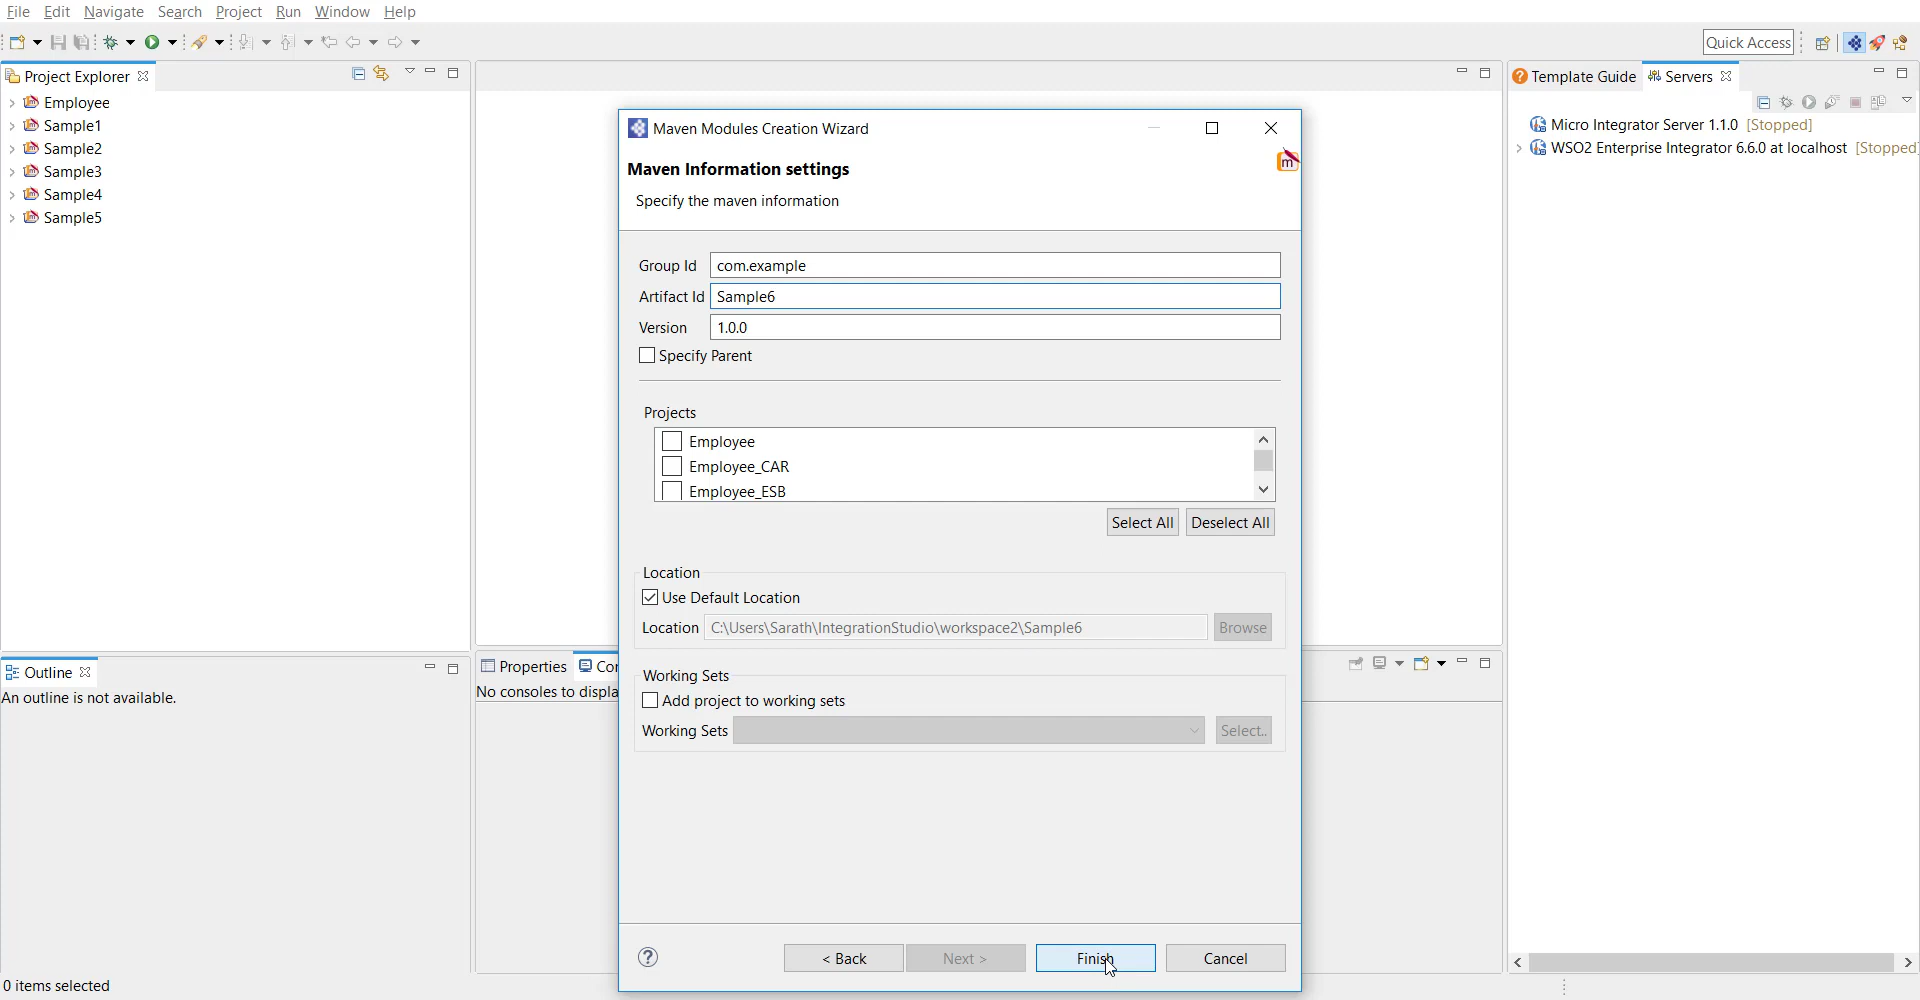 File Edit Navigate Search Project Run Window Help
Quick Access
Project Explorer
Employee
Sample1
Sample2
Sample3
Sample4
Sample5
Outline
An outline is not available.
0 items selected
Properties Con
No consoles to displa
Maven Modules Creation Wizard
Maven Information settings
Specify the maven information
m
Group Id com.example
Artifact Id Sample6
Version 1.0.0
Specify Parent
Projects
Employee
Employee_CAR
Employee_ESB
Select All Deselect All
Location
Use Default Location
Location C:\Users\Sarath\IntegrationStudio\workspace2\Sample6 Browse
Working Sets
Add project to working sets
Working Sets Select..
? < Back Next > Finish Cancel
Template Guide Servers
Micro Integrator Server 1.1.0 [Stopped]
WSO2 Enterprise Integrator 6.6.0 at localhost [Stopped]